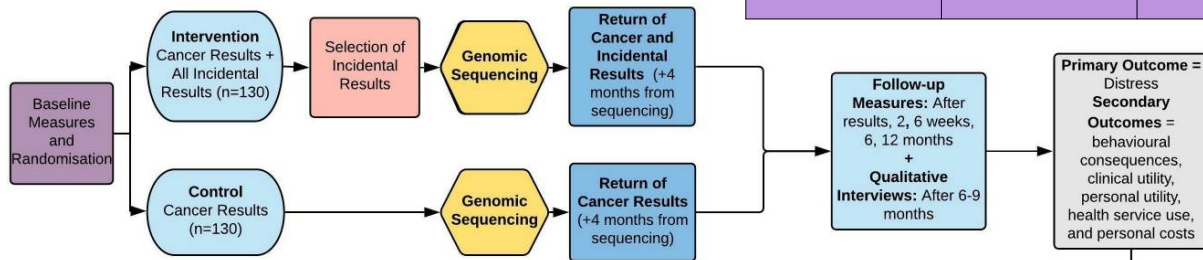 Baseline
Measures
and
Randomisation
Intervention
Cancer Results +
All Incidental
Results (n=130)
Selection of
Incidental
Results
Genomic
Sequencing
Return of
Cancer and
Incidental
Results (+4
months from
sequencing)
Control
Cancer Results
(n=130)
Genomic
Sequencing
Return of
Cancer Results
(+4 months from
sequencing)
Follow-up
Measures: After
results, 2, 6 weeks,
6, 12 months
+
Qualitative
Interviews: After 6-9
months
Primary Outcome =
Distress
Secondary
Outcomes =
behavioural
consequences,
clinical utility,
personal utility,
health service use,
and personal costs